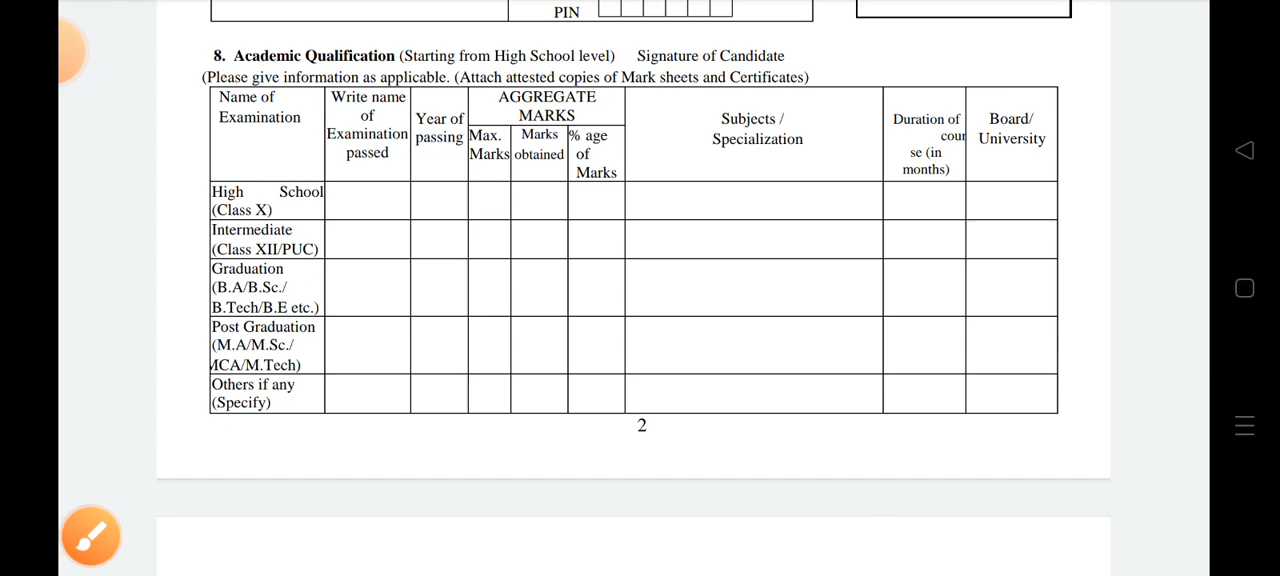 PIN
8. Academic Qualification (Starting from High School level) Signature of Candidate
(Please give information as applicable. (Attach attested copies of Mark sheets and Certificates)
Name of
Examination
Write name
of
Examination
passed
Year of
passing
AGGREGATE
MARKS
Max.
Marks
Marks
obtained
% age
of
Marks
Subjects /
Specialization
Duration of
cour
se (in
months)
Board/
University
High School
(Class X)
Intermediate
(Class XII/PUC)
Graduation
(B.A/B.Sc./
B.Tech/B.E etc.)
Post Graduation
(M.A/M.Sc./
MCA/M.Tech)
Others if any
(Specify)
2